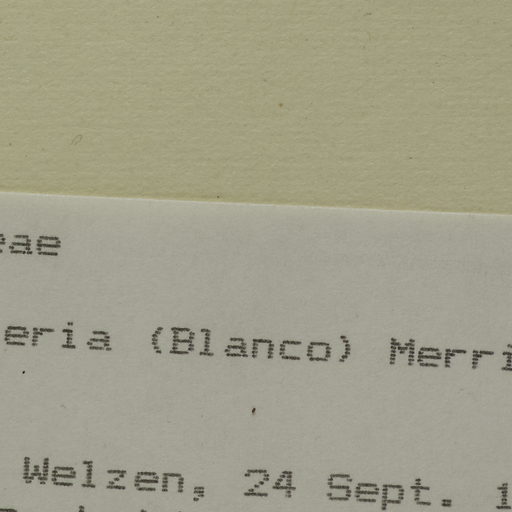 eae
eria (Blanco) Merri
Welzen, 24 Sept. 1